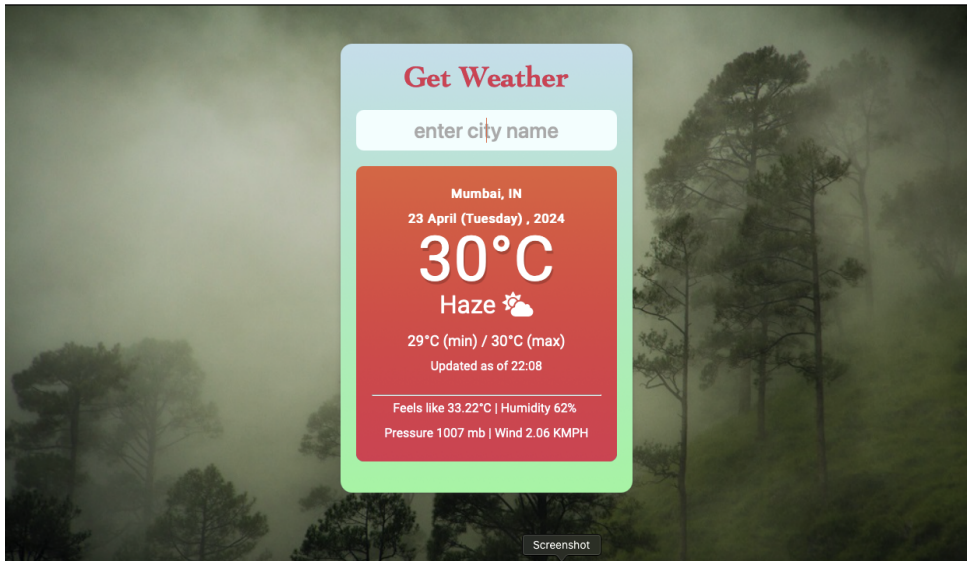 Get Weather
enter city name
Mumbai, IN
23 April (Tuesday) , 2024
30°C
Haze
29°C (min) / 30°C (max)
Updated as of 22:08
Feels like 33.22°C | Humidity 62%
Pressure 1007 mb | Wind 2.06 KMPH
Screenshot